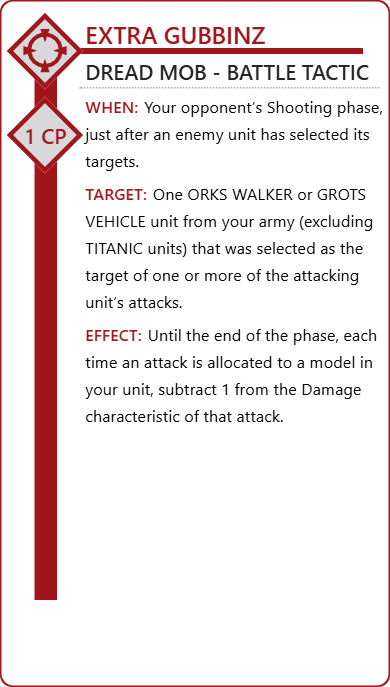 EXTRA GUBBINZ
DREAD MOB - BATTLE TACTIC
1 CP
WHEN: Your opponent’s Shooting phase,
just after an enemy unit has selected its
targets.
TARGET: One ORKS WALKER or GROTS
VEHICLE unit from your army (excluding
TITANIC units) that was selected as the
target of one or more of the attacking
unit’s attacks.
EFFECT: Until the end of the phase, each
time an attack is allocated to a model in
your unit, subtract 1 from the Damage
characteristic of that attack.